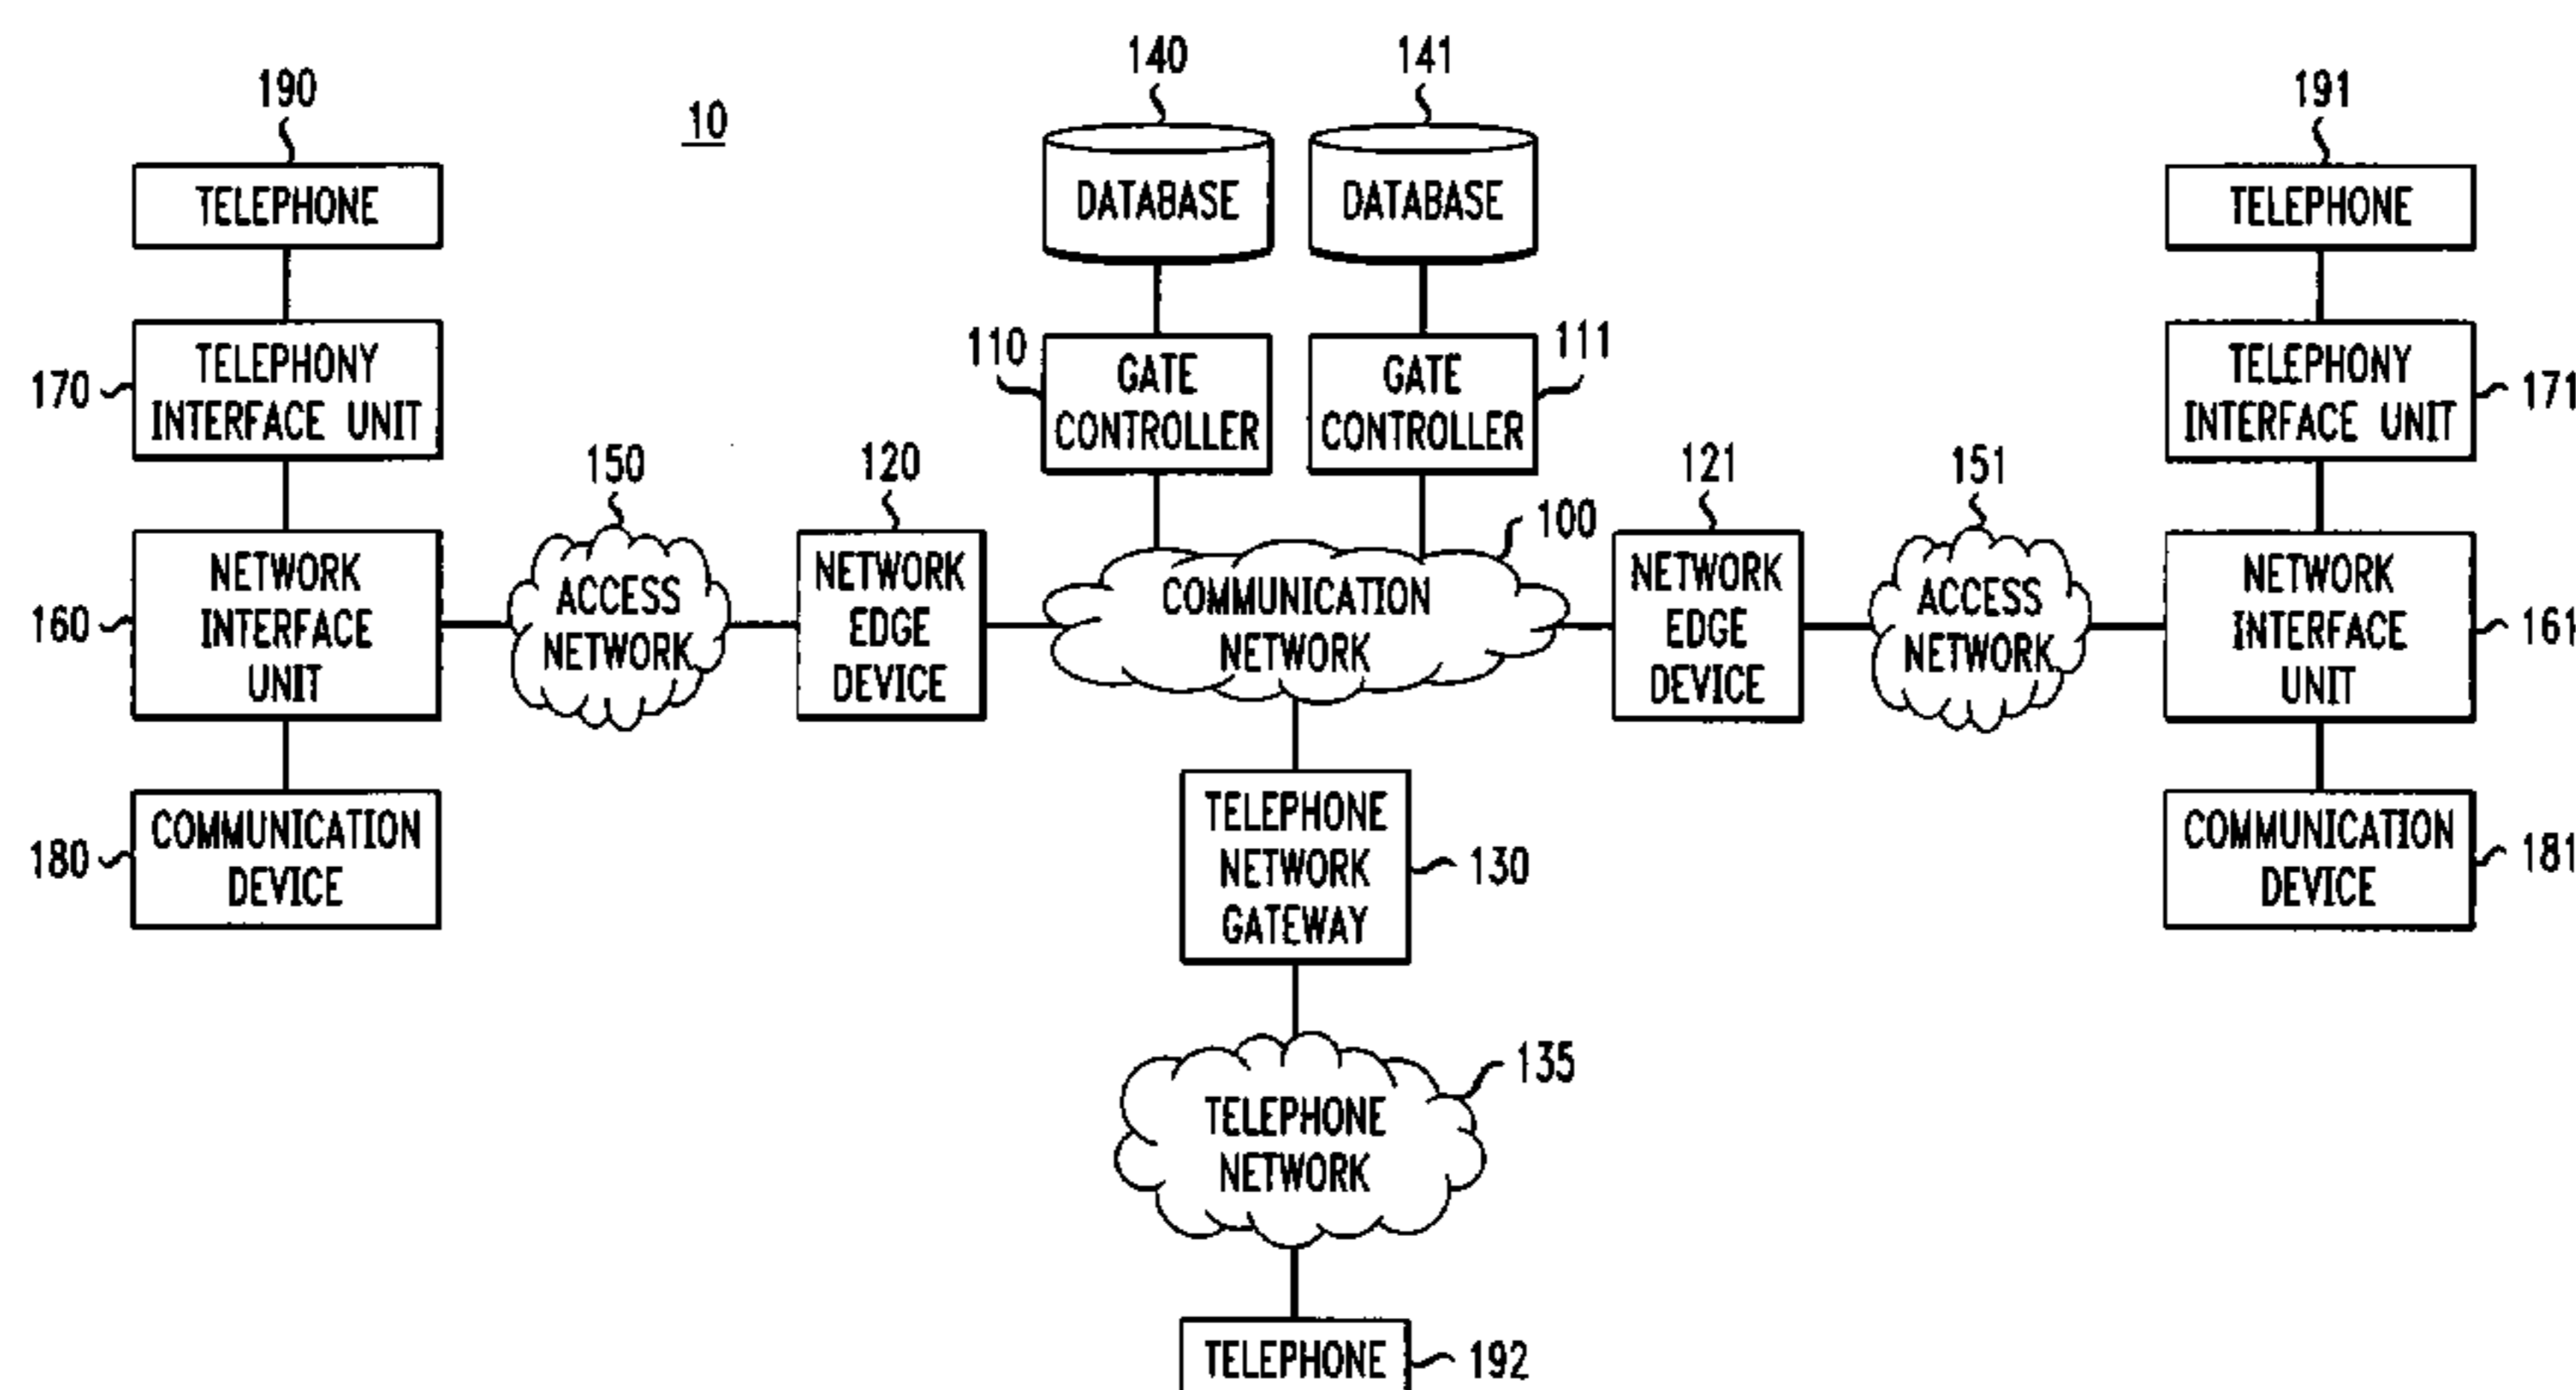 10
190
TELEPHONE
170
TELEPHONY
INTERFACE UNIT
160
NETWORK
INTERFACE
UNIT
180
COMMUNICATION
DEVICE
150
ACCESS
NETWORK
120
NETWORK
EDGE
DEVICE
140
DATABASE
141
DATABASE
110
GATE
CONTROLLER
111
GATE
CONTROLLER
100
COMMUNICATION
NETWORK
130
TELEPHONE
NETWORK
GATEWAY
135
TELEPHONE
NETWORK
TELEPHONE
192
121
NETWORK
EDGE
DEVICE
151
ACCESS
NETWORK
191
TELEPHONE
171
TELEPHONY
INTERFACE UNIT
161
NETWORK
INTERFACE
UNIT
181
COMMUNICATION
DEVICE